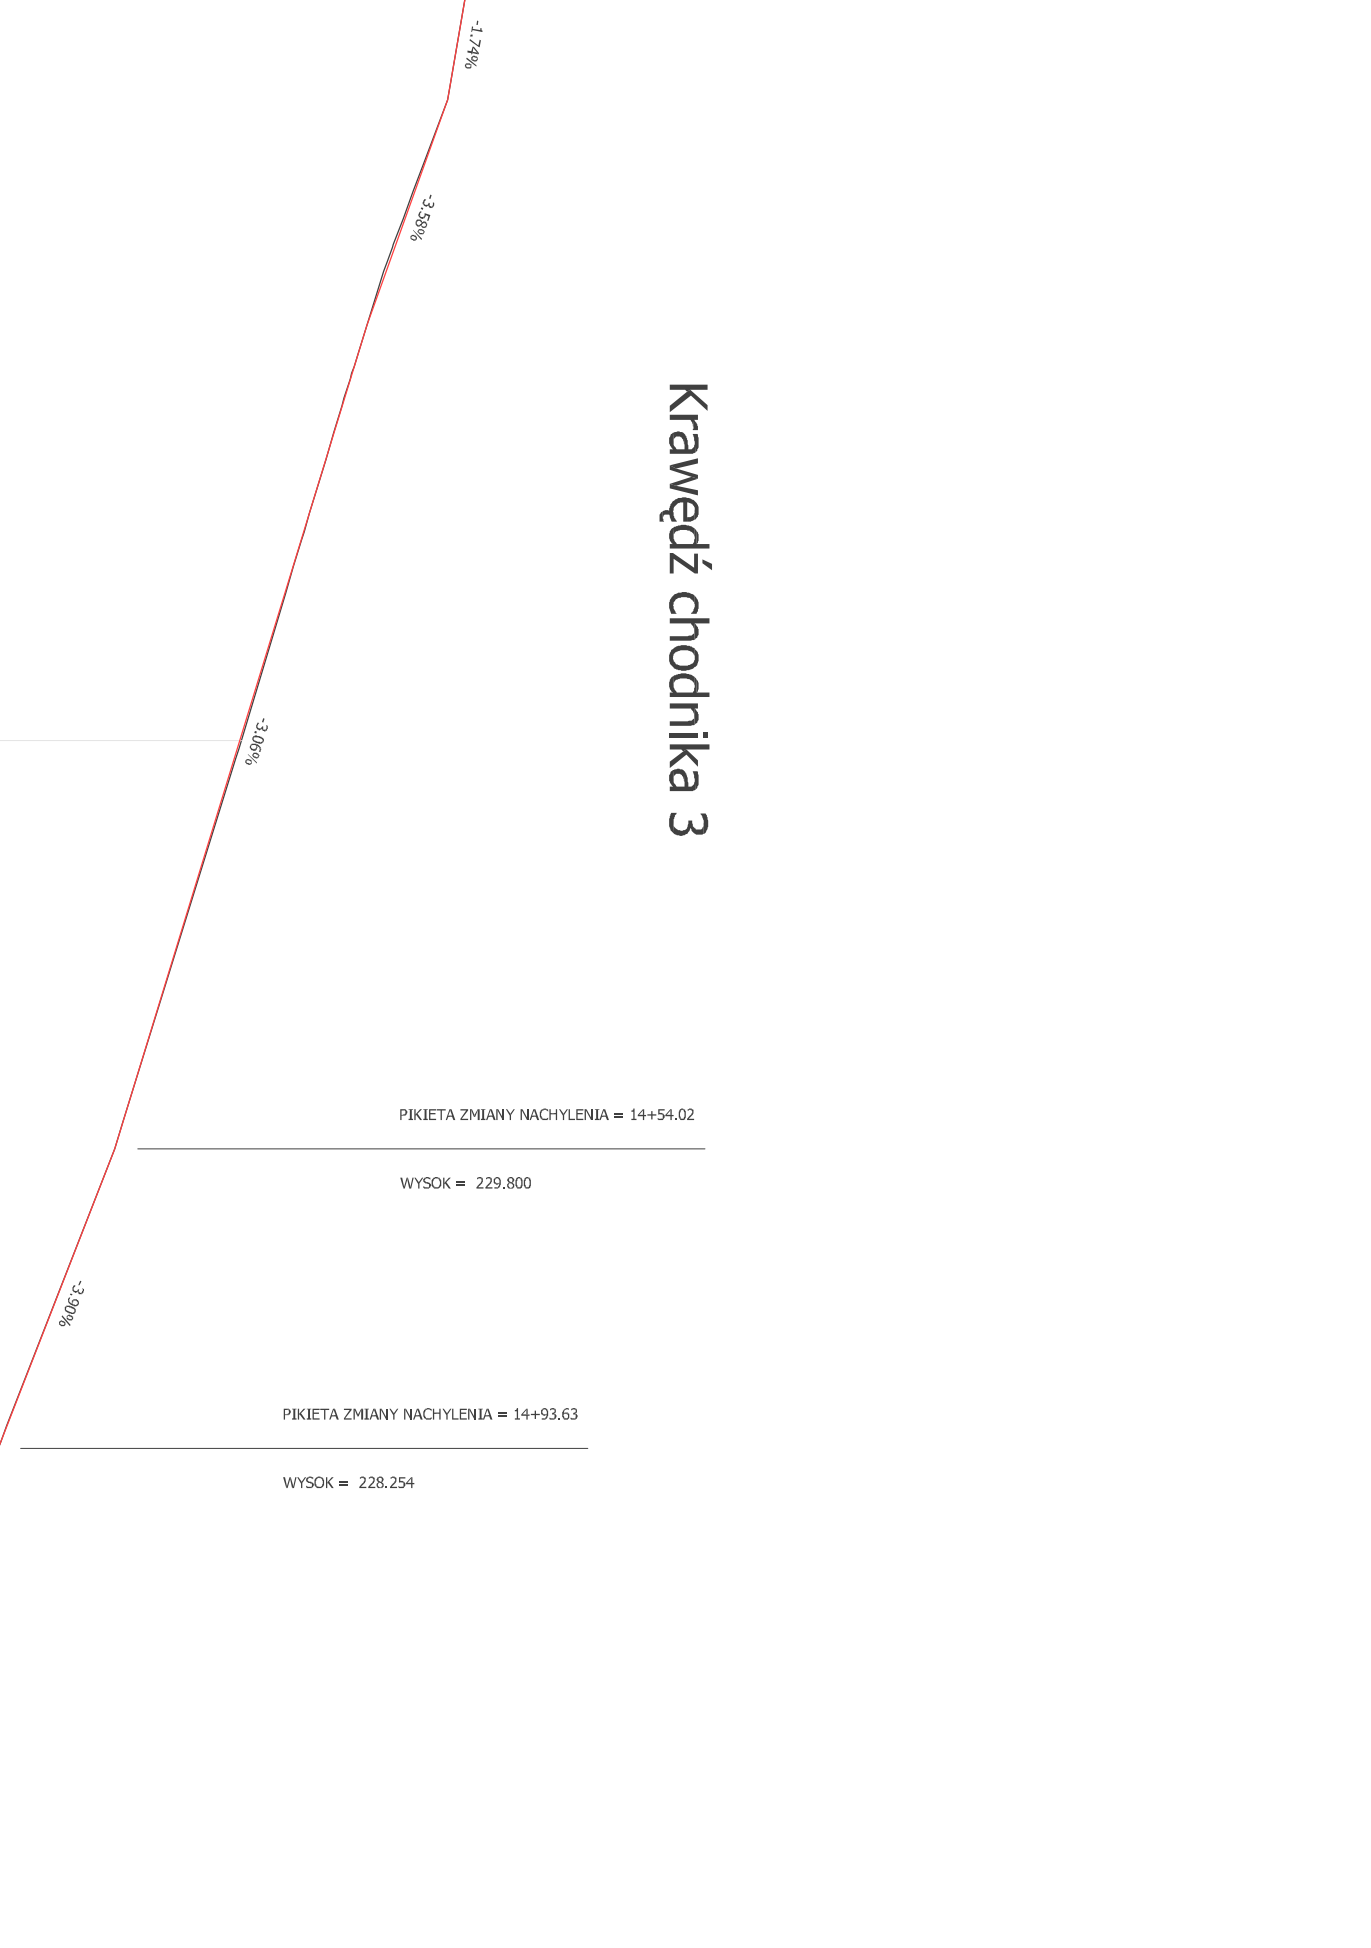 -1.74%
-3.58%
Krawędź chodnika 3
-3.06%
PIKIETA ZMIANY NACHYLENIA = 14+54.02
WYSOK = 229.800
-3.90%
PIKIETA ZMIANY NACHYLENIA = 14+93.63
WYSOK = 228.254